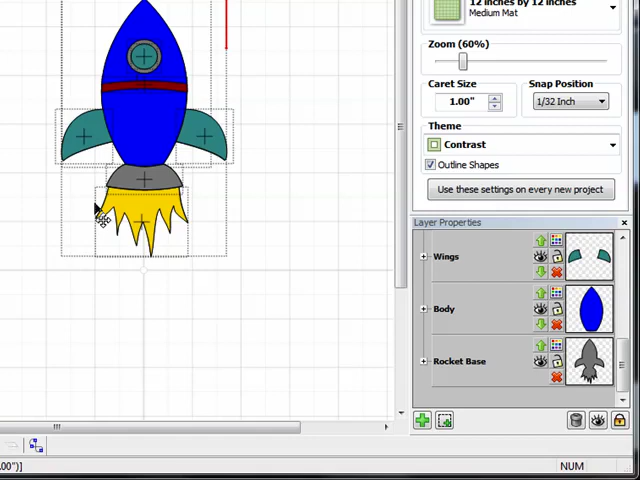 12 inches by 12 inches
Medium Mat
Zoom (60%)
Caret Size
Snap Position
1.00"
1/32 Inch
Theme
Contrast
Outline Shapes
Use these settings on every new project
Layer Properties
Wings
Body
Rocket Base
.00")]
NUM